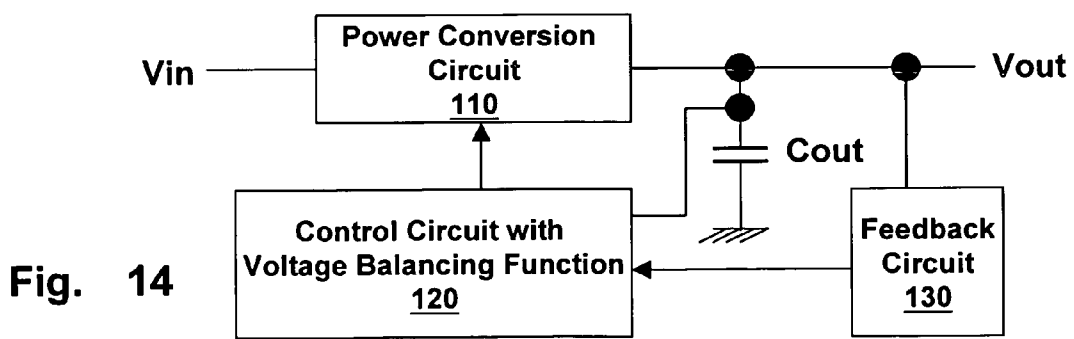 Power Conversion
Circuit
110
Vin
Vout
Cout
Control Circuit with
Voltage Balancing Function
120
Feedback
Circuit
130
Fig. 14